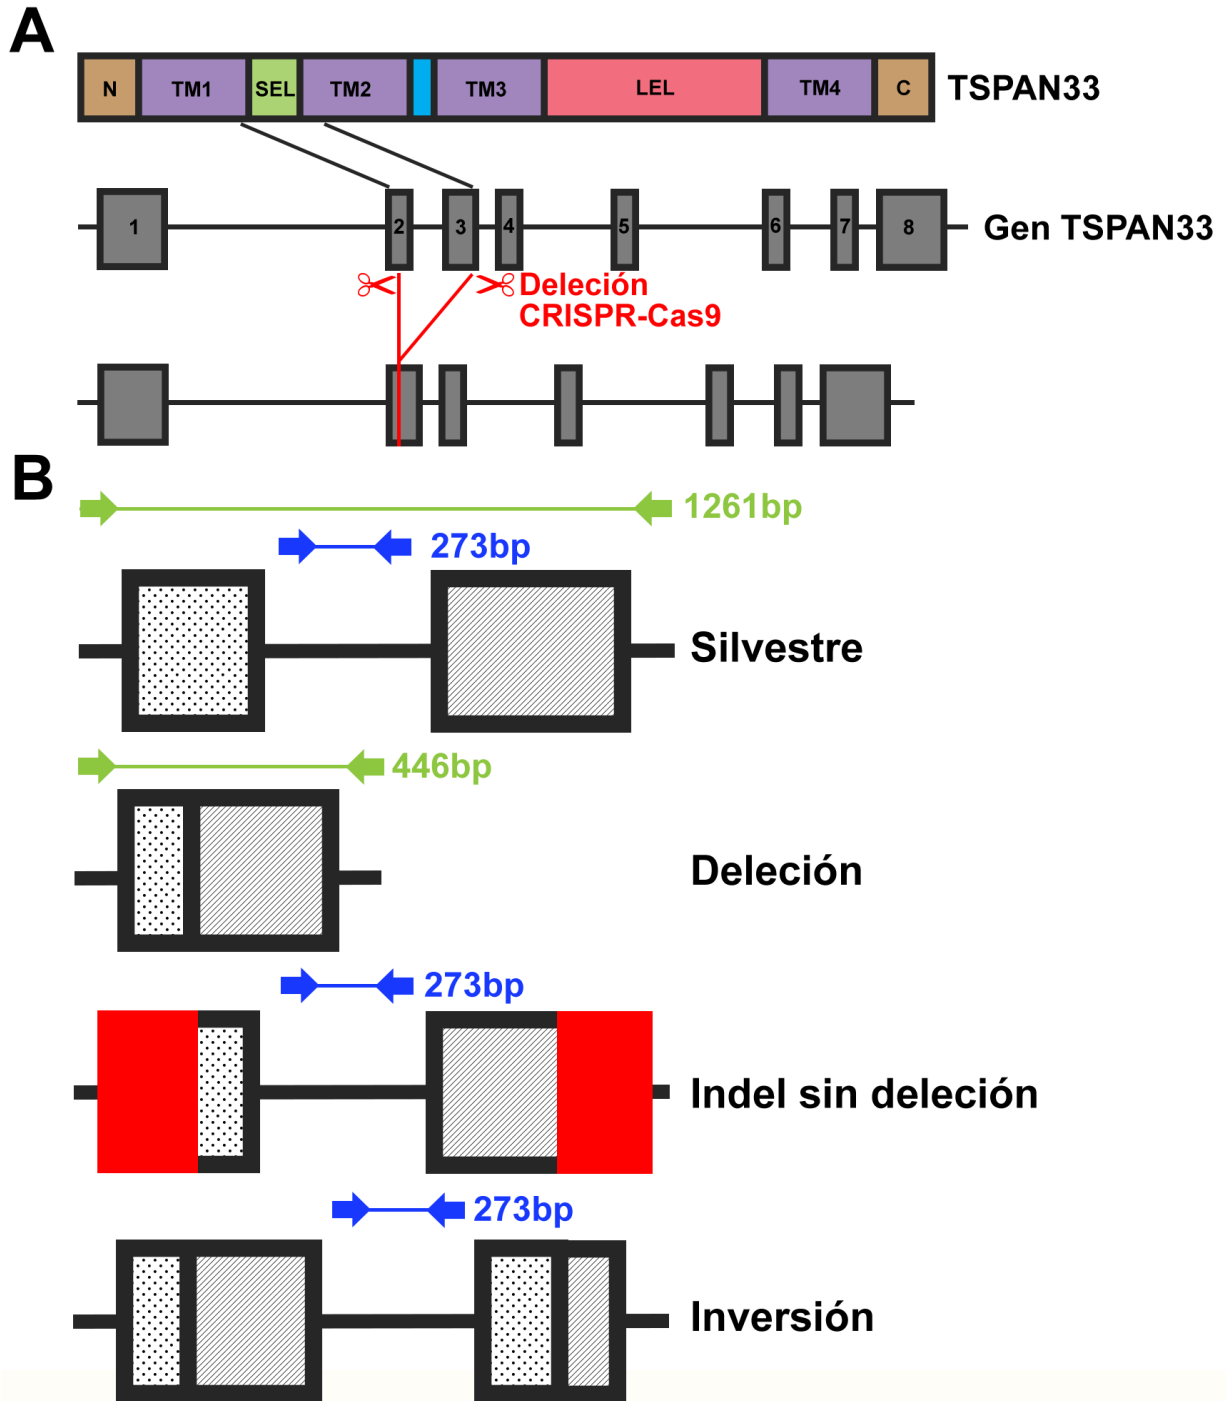 A
N TM1 SEL TM2 TM3 LEL TM4 C TSPAN33
1 2 3 4 5 6 7 8 Gen TSPAN33
Deleción
CRISPR-Cas9
B
1261bp
273bp
Silvestre
446bp
Deleción
273bp
Indel sin deleción
273bp
Inversión